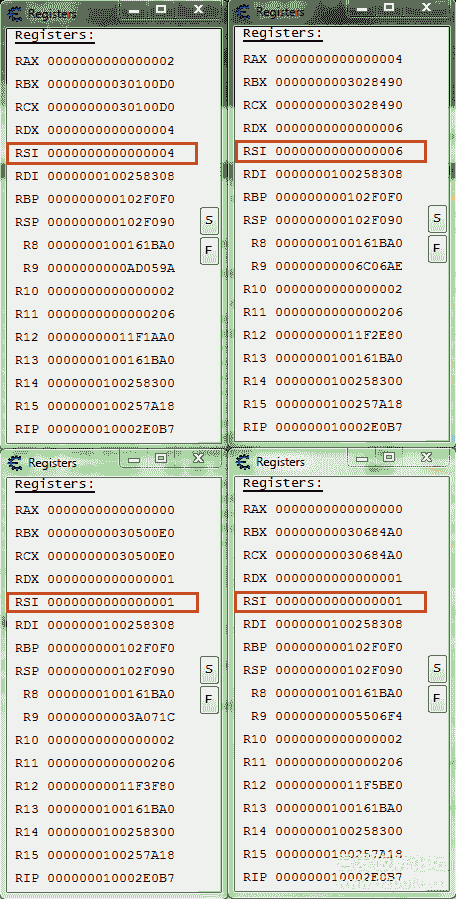 Registers
Registers:
RAX 0000000000000002
RBX 00000000030100D0
RCX 00000000030100D0
RDX 0000000000000004
RSI 0000000000000004
RDI 0000000100258308
RBP 000000000102F0F0
RSP 000000000102F090
R8 0000000100161BA0
R9 0000000000AD059A
R10 0000000000000002
R11 0000000000000206
R12 00000000011F1AA0
R13 0000000100161BA0
R14 0000000100258300
R15 0000000100257A18
RIP 000000010002E0B7
S
F
Registers
Registers:
RAX 0000000000000004
RBX 0000000003028490
RCX 0000000003028490
RDX 0000000000000006
RSI 0000000000000006
RDI 0000000100258308
RBP 000000000102F0F0
RSP 000000000102F090
R8 0000000100161BA0
R9 00000000006C06AE
R10 0000000000000002
R11 0000000000000206
R12 00000000011F2E80
R13 0000000100161BA0
R14 0000000100258300
R15 0000000100257A18
RIP 000000010002E0B7
S
F
Registers
Registers:
RAX 0000000000000000
RBX 00000000030500E0
RCX 00000000030500E0
RDX 0000000000000001
RSI 0000000000000001
RDI 0000000100258308
RBP 000000000102F0F0
RSP 000000000102F090
R8 0000000100161BA0
R9 00000000003A071C
R10 0000000000000002
R11 0000000000000206
R12 00000000011F3F80
R13 0000000100161BA0
R14 0000000100258300
R15 0000000100257A18
RIP 000000010002E0B7
S
F
Registers
Registers:
RAX 0000000000000000
RBX 00000000030684A0
RCX 00000000030684A0
RDX 0000000000000001
RSI 0000000000000001
RDI 0000000100258308
RBP 000000000102F0F0
RSP 000000000102F090
R8 0000000100161BA0
R9 00000000005506F4
R10 0000000000000002
R11 0000000000000206
R12 00000000011F5BE0
R13 0000000100161BA0
R14 0000000100258300
R15 0000000100257A18
RIP 000000010002E0B7
S
F